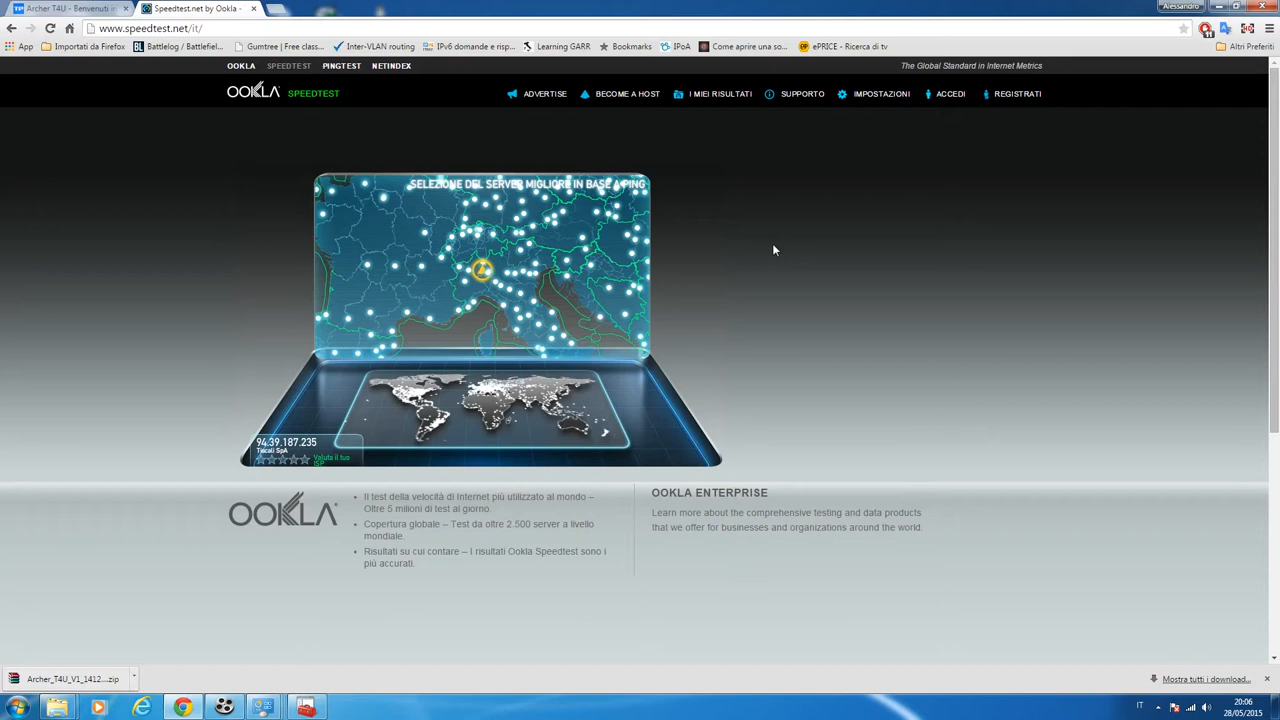 Archer T4U - Benvenuti in
Speedtest.net by Ookla -
Alessandro
www.speedtest.net/it/
App
Importati da Firefox
Battlelog / Battlefiel...
Gumtree | Free class...
Inter-VLAN routing
IPv6 domande e risp...
Learning GARR
Bookmarks
IPoA
Come aprire una so...
ePRICE - Ricerca di tv
Altri Preferiti
OOKLA SPEEDTEST PINGTEST NETINDEX
The Global Standard in Internet Metrics
OOKLA SPEEDTEST
ADVERTISE
BECOME A HOST
I MIEI RISULTATI
SUPPORTO
IMPOSTAZIONI
ACCEDI
REGISTRATI
SELEZIONE DEL SERVER MIGLIORE IN BASE A PING
94.39.187.235
Tiscali SpA
Valuta il tuo
ISP
OOKLA
Il test della velocità di Internet più utilizzato al mondo –
Oltre 5 milioni di test al giorno.
Copertura globale – Test da oltre 2.500 server a livello
mondiale.
Risultati su cui contare – I risultati Ookla Speedtest sono i
più accurati.
OOKLA ENTERPRISE
Learn more about the comprehensive testing and data products
that we offer for businesses and organizations around the world.
Archer_T4U_V1_1412....zip
Mostra tutti i download...
IT
20:06
28/05/2015